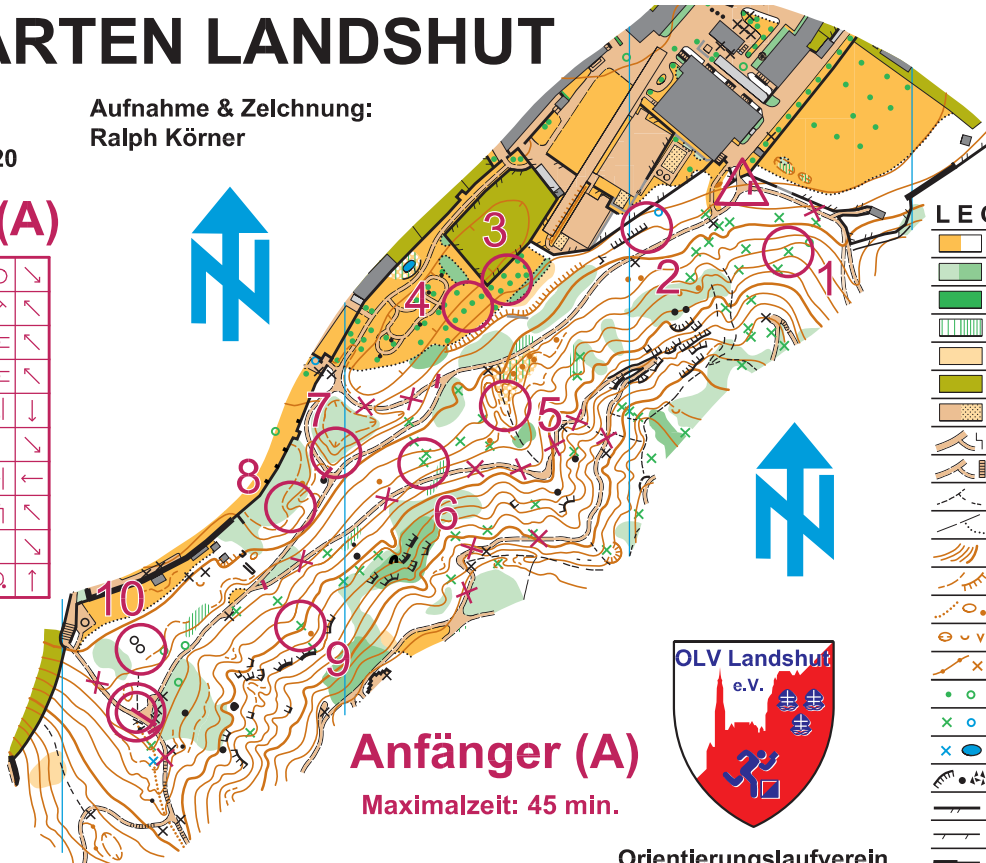 ARTEN LANDSHUT
Aufnahme & Zelchnung:
Ralph Körner
20
(A)
3
4
2
1
LEG
7
5
8
6
10
9
OLV Landshut
e.V.
Anfänger (A)
Maximalzeit: 45 min.
Orientierungslaufverein